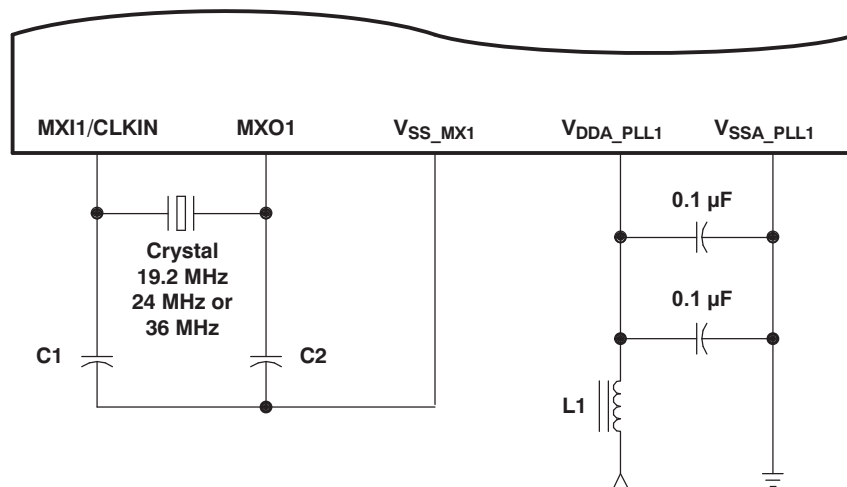 MXI1/CLKIN
MXO1
VSS_MX1
VDDA_PLL1
VSSA_PLL1
0.1 µF
Crystal
19.2 MHz
24 MHz or
36 MHz
0.1 µF
C1
C2
L1